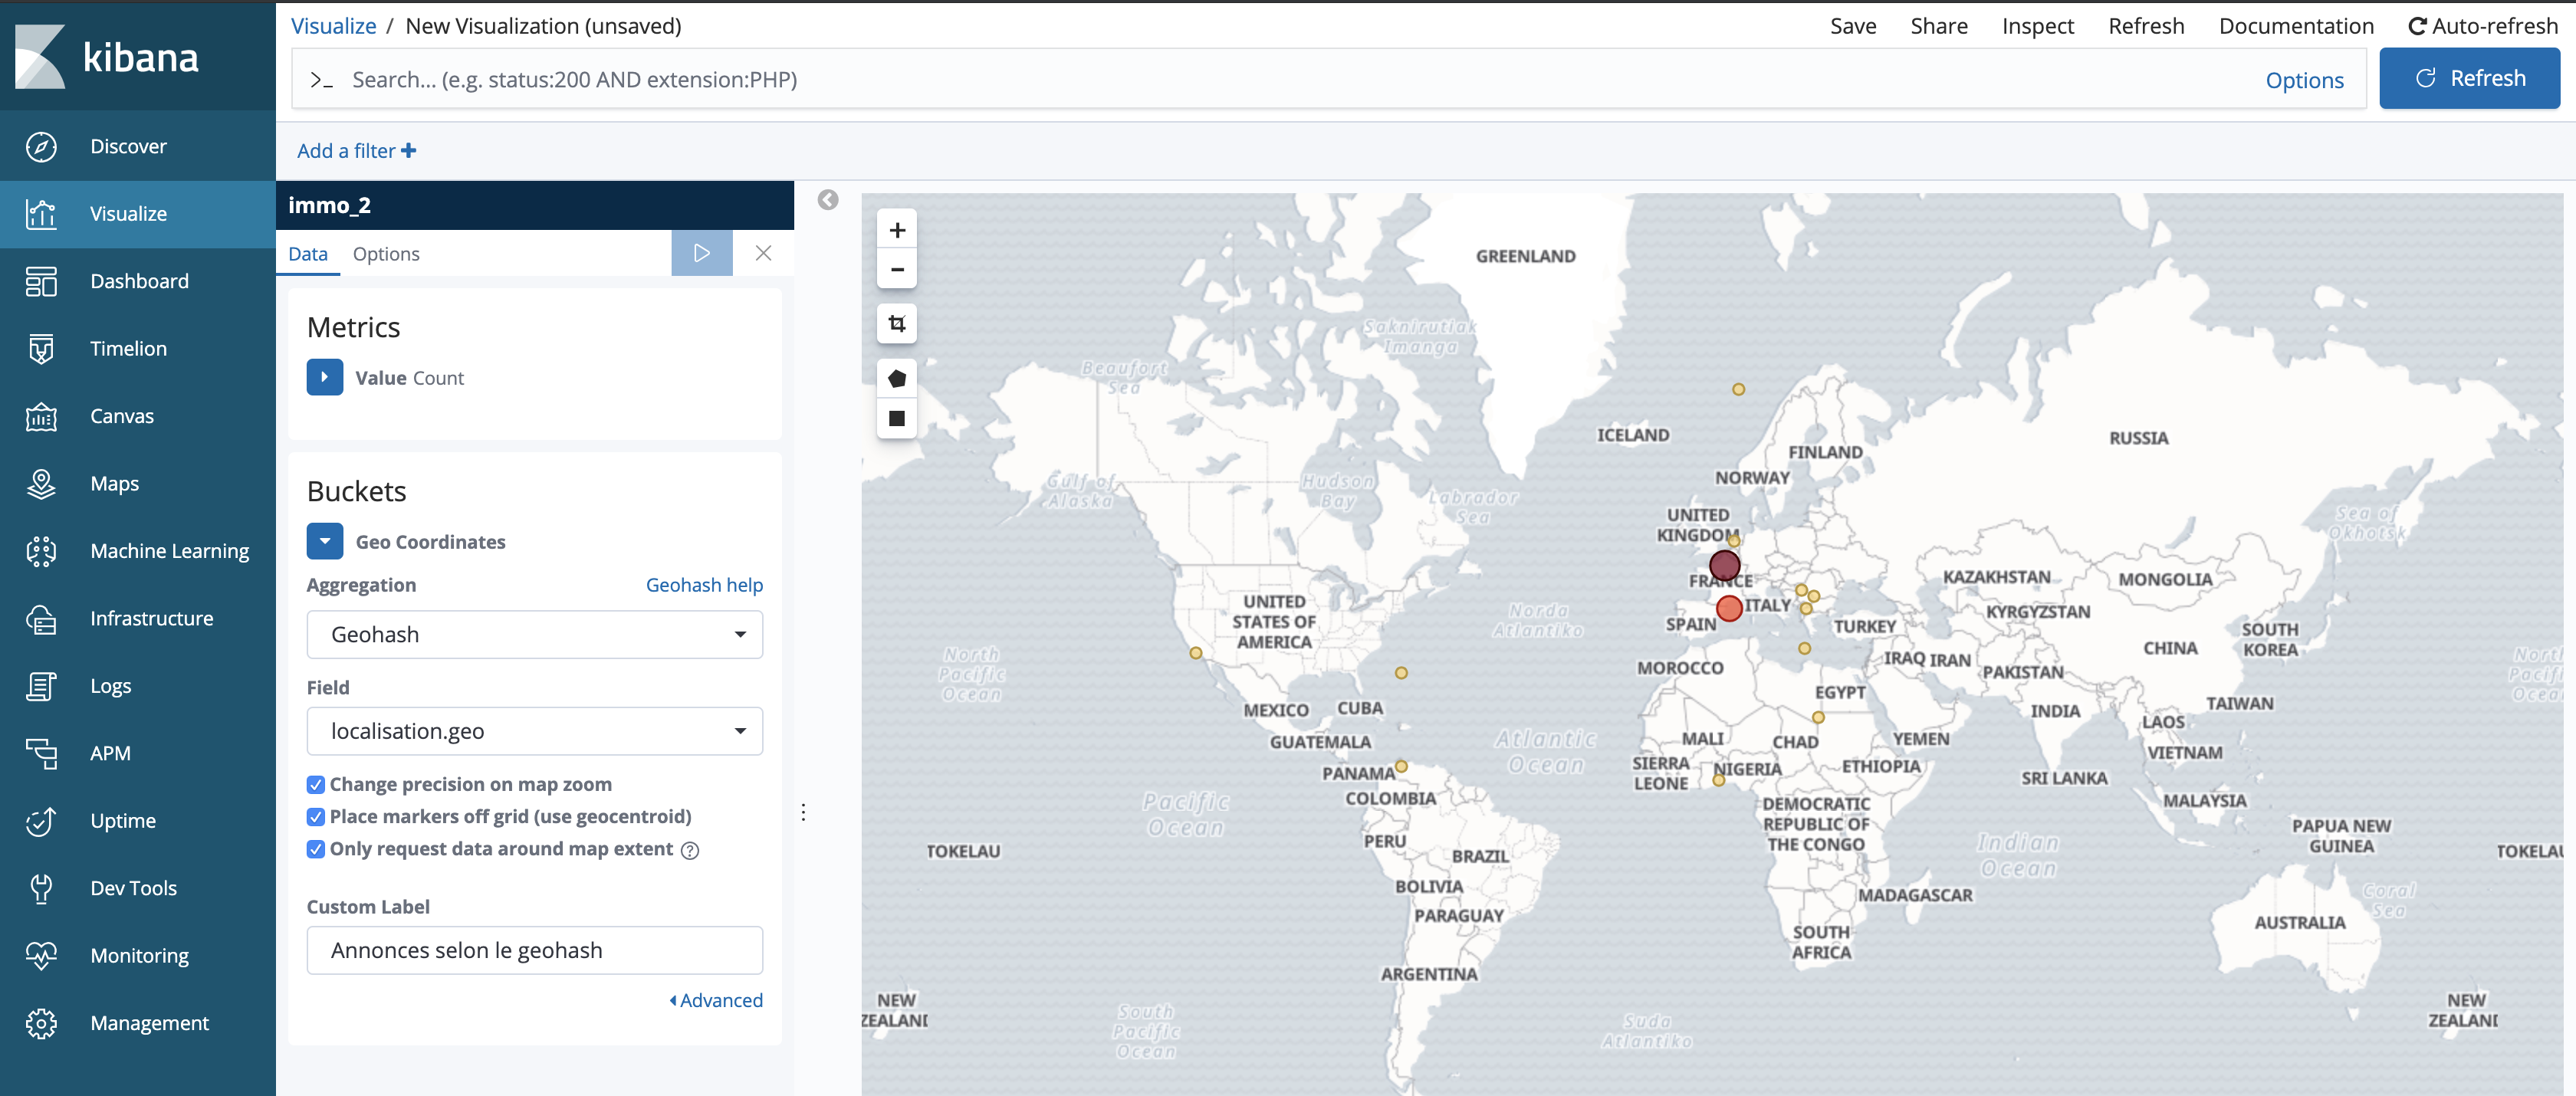 kibana
Discover
Visualize
Dashboard
Timelion
Canvas
Maps
Machine Learning
Infrastructure
Logs
APM
Uptime
Dev Tools
Monitoring
Management
Visualize / New Visualization (unsaved)
Save Share Inspect Refresh Documentation Auto-refresh
>_ Search... (e.g. status:200 AND extension:PHP)
Options
Refresh
Add a filter +
immo_2
Data Options
Metrics
Value Count
Buckets
Geo Coordinates
Aggregation Geohash help
Geohash
Field
localisation.geo
Change precision on map zoom
Place markers off grid (use geocentroid)
Only request data around map extent ?
Custom Label
Annonces selon le geohash
Advanced
+
−
GREENLAND
Saknirutiak
Imanga
Beaufort
Sea
ICELAND
RUSSIA
FINLAND
NORWAY
Gulf of
Alaska
Hudson
Bay
Labrador
Sea
UNITED
KINGDOM
Sea of
Okhotsk
FRANCE
KAZAKHSTAN
MONGOLIA
UNITED
STATES OF
AMERICA
Norda
Atlantiko
ITALY
SPAIN
TURKEY
KYRGYZSTAN
SOUTH
KOREA
CHINA
North
Pacific
Ocean
MOROCCO
IRAQ
IRAN
PAKISTAN
EGYPT
TAIWAN
MEXICO
CUBA
INDIA
LAOS
GUATEMALA
Atlantic
Ocean
MALI
CHAD
YEMEN
VIETNAM
PANAMA
SIERRA
LEONE
NIGERIA
ETHIOPIA
SRI LANKA
COLOMBIA
Pacific
Ocean
DEMOCRATIC
REPUBLIC OF
THE CONGO
MALAYSIA
PERU
BRAZIL
Indian
Ocean
PAPUA NEW
GUINEA
TOKELAU
TOKELAU
BOLIVIA
MADAGASCAR
Coral
Sea
PARAGUAY
AUSTRALIA
SOUTH
AFRICA
ARGENTINA
NEW
ZEALAND
South
Pacific
Ocean
Suda
Atlantiko
NEW
ZEALAND
North
Pacific
Ocean